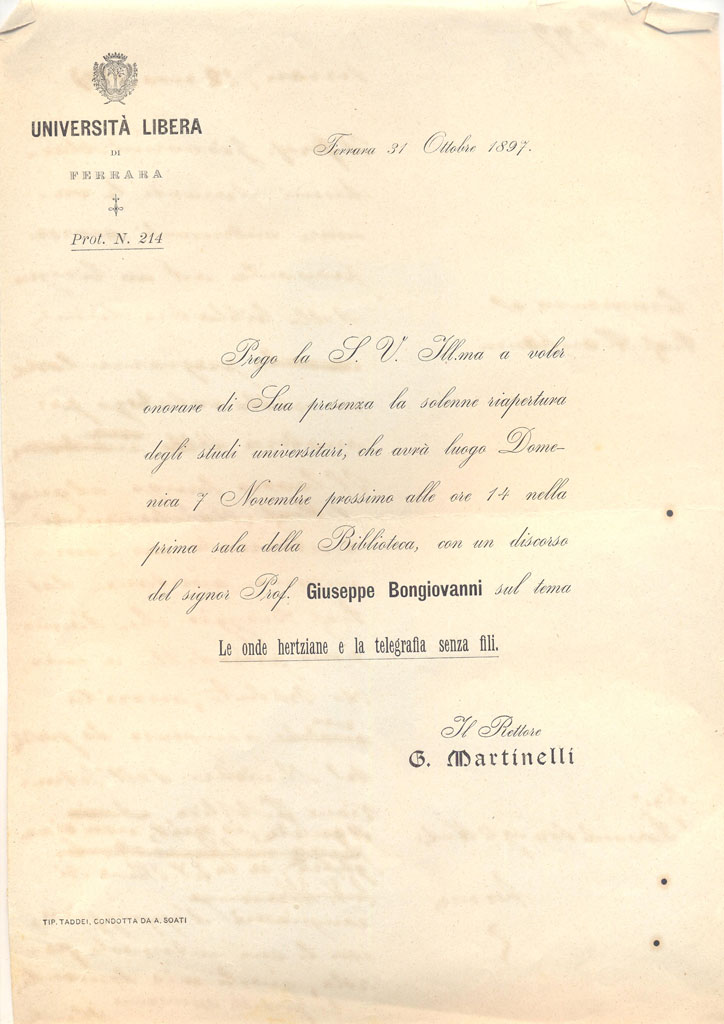 UNIVERSITÀ LIBERA
DI
FERRARA
Prot. N. 214
Ferrara 31 Ottobre 1897.
Prego la S. V. Ill.ma a voler
onorare di Sua presenza la solenne riapertura
degli studi universitari, che avrà luogo Dome-
nica 7 Novembre prossimo alle ore 14 nella
prima sala della Biblioteca, con un discorso
del signor Prof. Giuseppe Bongiovanni sul tema
Le onde hertziane e la telegrafia senza fili.
Il Rettore
G. Martinelli
TIP. TADDEI, CONDOTTA DA A. SOATI